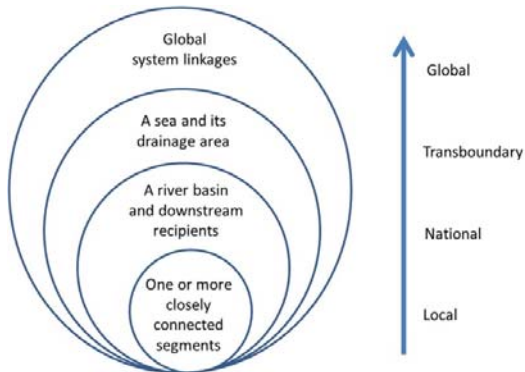 Global
system linkages
A sea and its
drainage area
A river basin
and downstream
recipients
One or more
closely
connected
segments
Global
Transboundary
National
Local